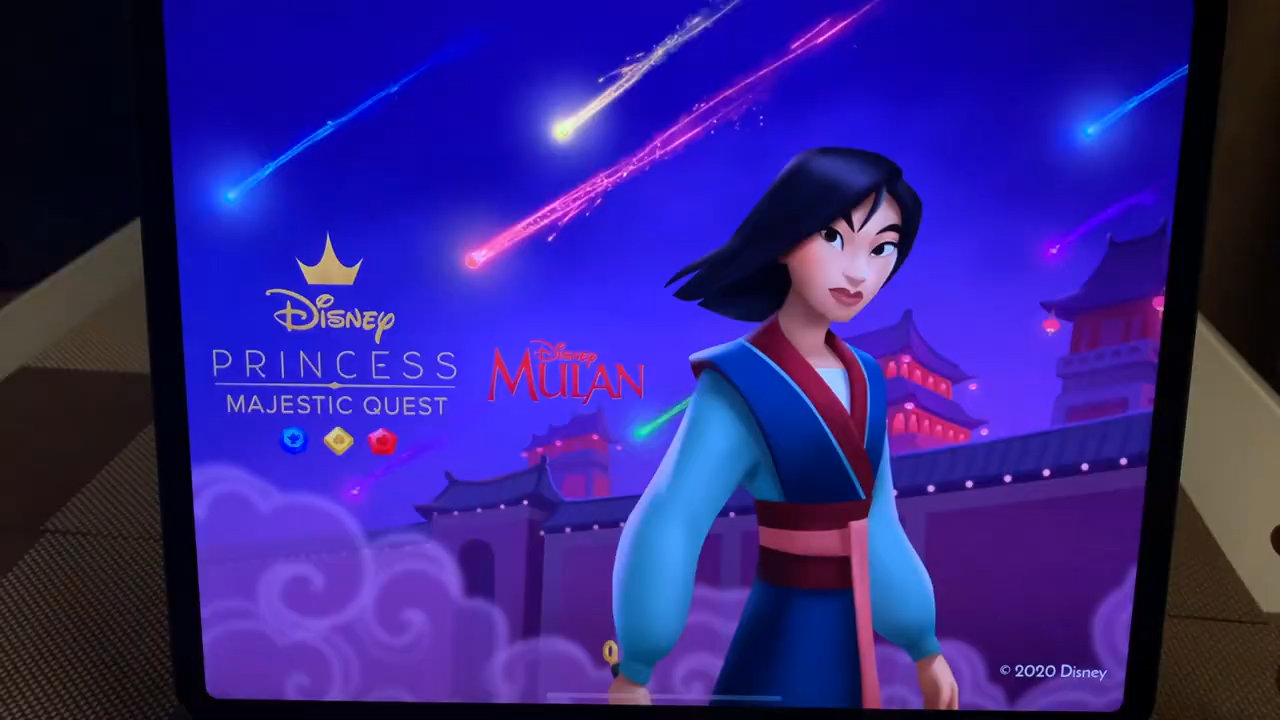 Disney
PRINCESS
MAJESTIC QUEST
Disney
MULAN
© 2020 Disney